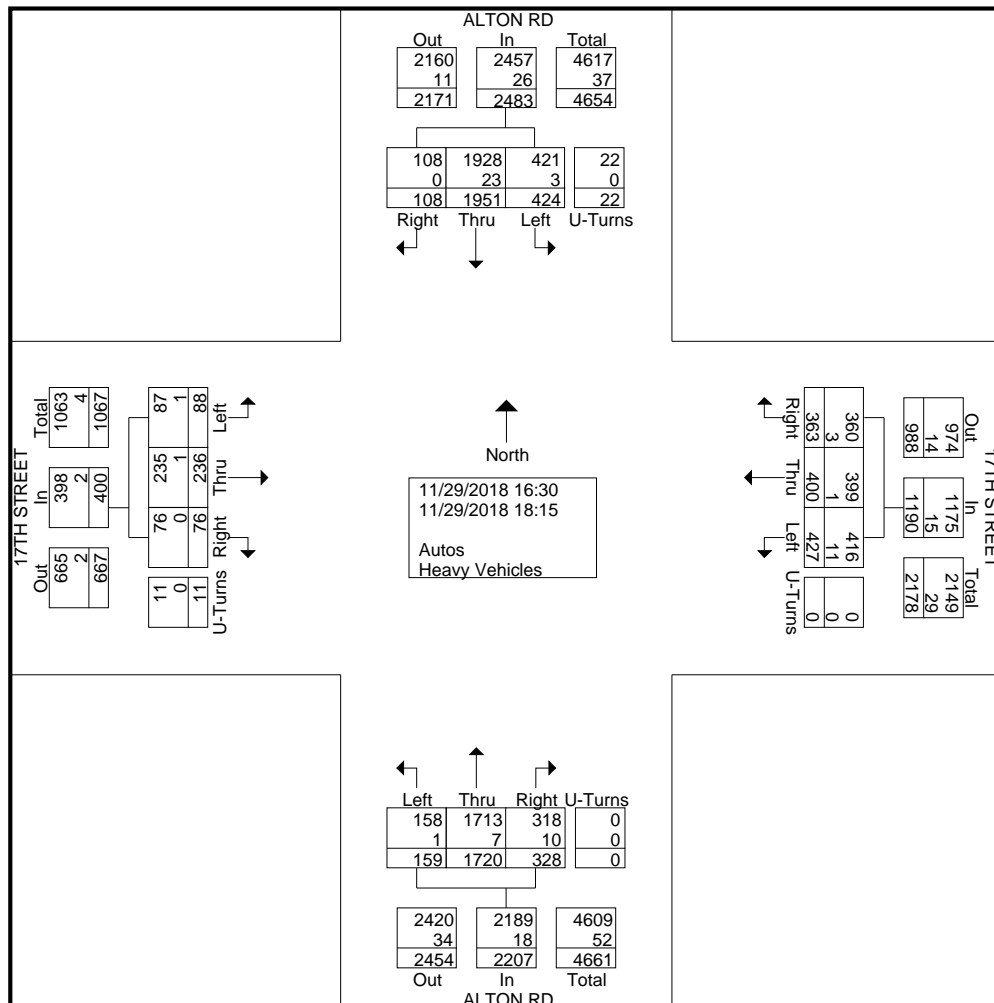 ALTON RD
Out In Total
2160 2457 4617
11 26 37
2171 2483 4654
108 1928 421 22
0 23 3 0
108 1951 424 22
Right Thru Left U-Turns
17TH STREET
Total In Out
1063 398 665
4 2 2
1067 400 667
87 235 76 11
1 1 0 0
88 236 76 11
Left Thru Right U-Turns
North
11/29/2018 16:30
11/29/2018 18:15
Autos
Heavy Vehicles
Right Thru Left U-Turns
360 399 416 0
3 1 11 0
363 400 427 0
17TH STREET
Out In Total
974 1175 2149
14 15 29
988 1190 2178
Left Thru Right U-Turns
158 1713 318 0
1 7 10 0
159 1720 328 0
2420 2189 4609
34 18 52
2454 2207 4661
Out In Total
ALTON RD